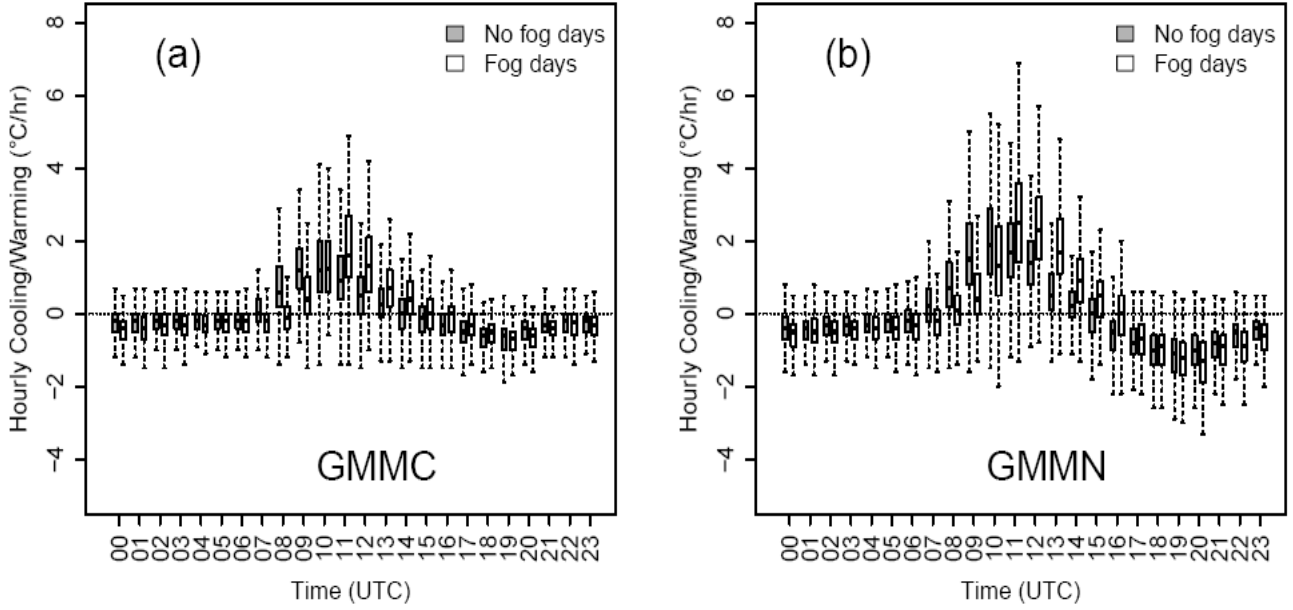 (a)
No fog days
Fog days
Hourly Cooling/Warming (°C/hr)
8
6
4
2
0
−2
−4
GMMC
00 01 02 03 04 05 06 07 08 09 10 11 12 13 14 15 16 17 18 19 20 21 22 23
Time (UTC)
(b)
No fog days
Fog days
Hourly Cooling/Warming (°C/hr)
8
6
4
2
0
−2
−4
GMMN
00 01 02 03 04 05 06 07 08 09 10 11 12 13 14 15 16 17 18 19 20 21 22 23
Time (UTC)